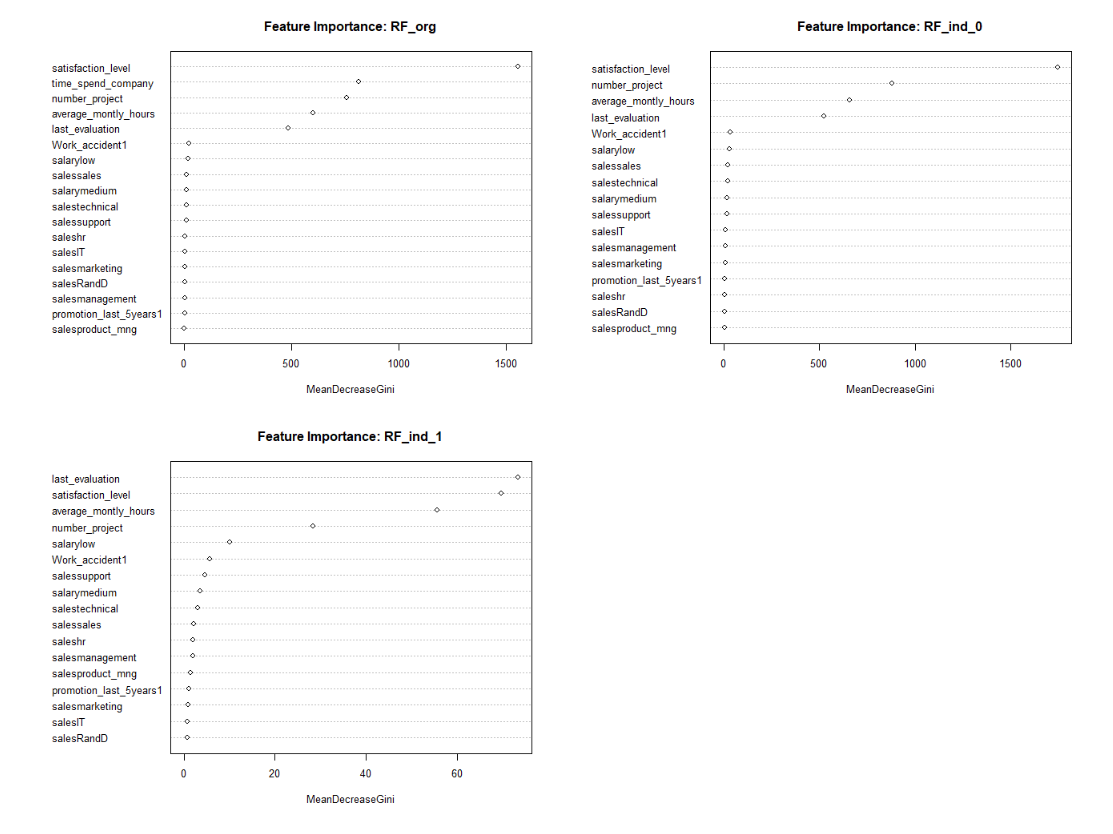 Feature Importance: RF_org
satisfaction_level
time_spend_company
number_project
average_montly_hours
last_evaluation
Work_accident1
salarylow
salessales
salarymedium
salestechnical
salessupport
saleshr
salesIT
salesmarketing
salesRandD
salesmanagement
promotion_last_5years1
salesproduct_mng
0 500 1000 1500
MeanDecreaseGini
Feature Importance: RF_ind_0
satisfaction_level
number_project
average_montly_hours
last_evaluation
Work_accident1
salarylow
salessales
salestechnical
salarymedium
salessupport
salesIT
salesmanagement
salesmarketing
promotion_last_5years1
saleshr
salesRandD
salesproduct_mng
0 500 1000 1500
MeanDecreaseGini
Feature Importance: RF_ind_1
last_evaluation
satisfaction_level
average_montly_hours
number_project
salarylow
Work_accident1
salessupport
salarymedium
salestechnical
salessales
saleshr
salesmanagement
salesproduct_mng
promotion_last_5years1
salesmarketing
salesIT
salesRandD
0 20 40 60
MeanDecreaseGini